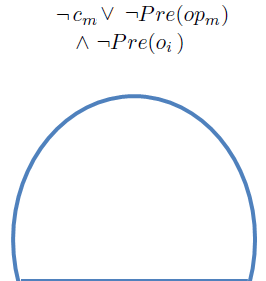 ¬ c_m ∨ ¬Pre(op_m)
∧ ¬Pre(o_i )